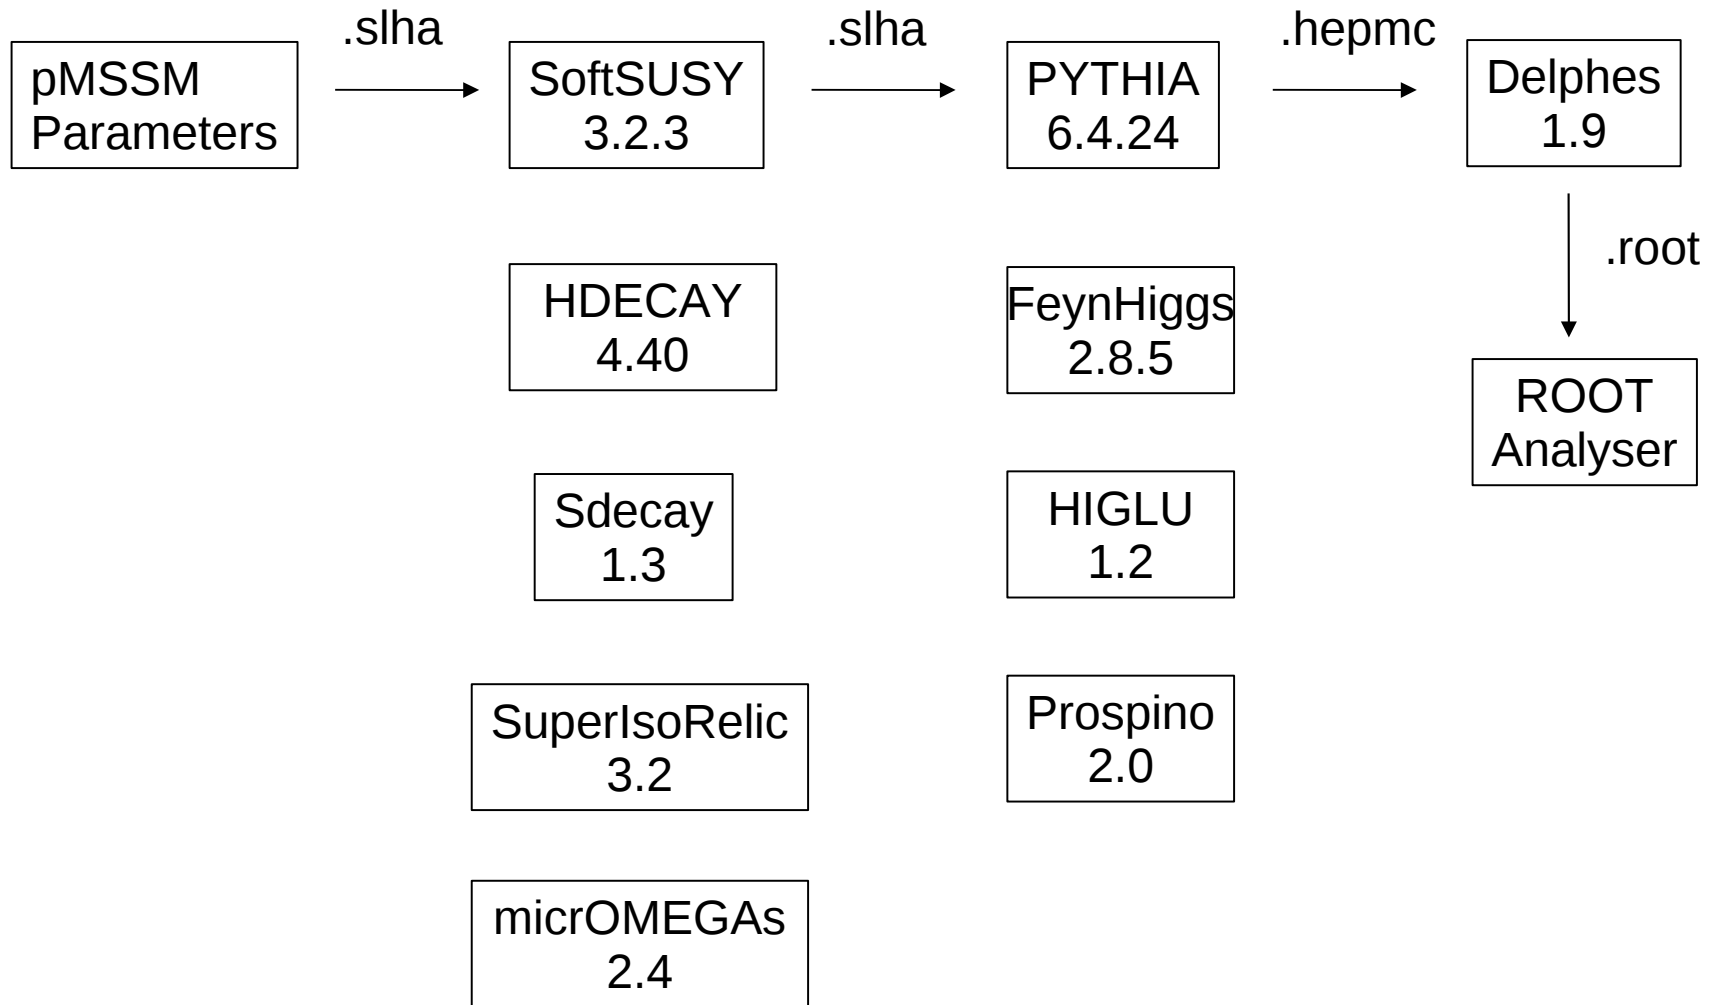 .slha
.slha
.hepmc
pMSSM
Parameters
SoftSUSY
3.2.3
PYTHIA
6.4.24
Delphes
1.9
.root
HDECAY
4.40
FeynHiggs
2.8.5
ROOT
Analyser
Sdecay
1.3
HIGLU
1.2
SuperIsoRelic
3.2
Prospino
2.0
micrOMEGAs
2.4